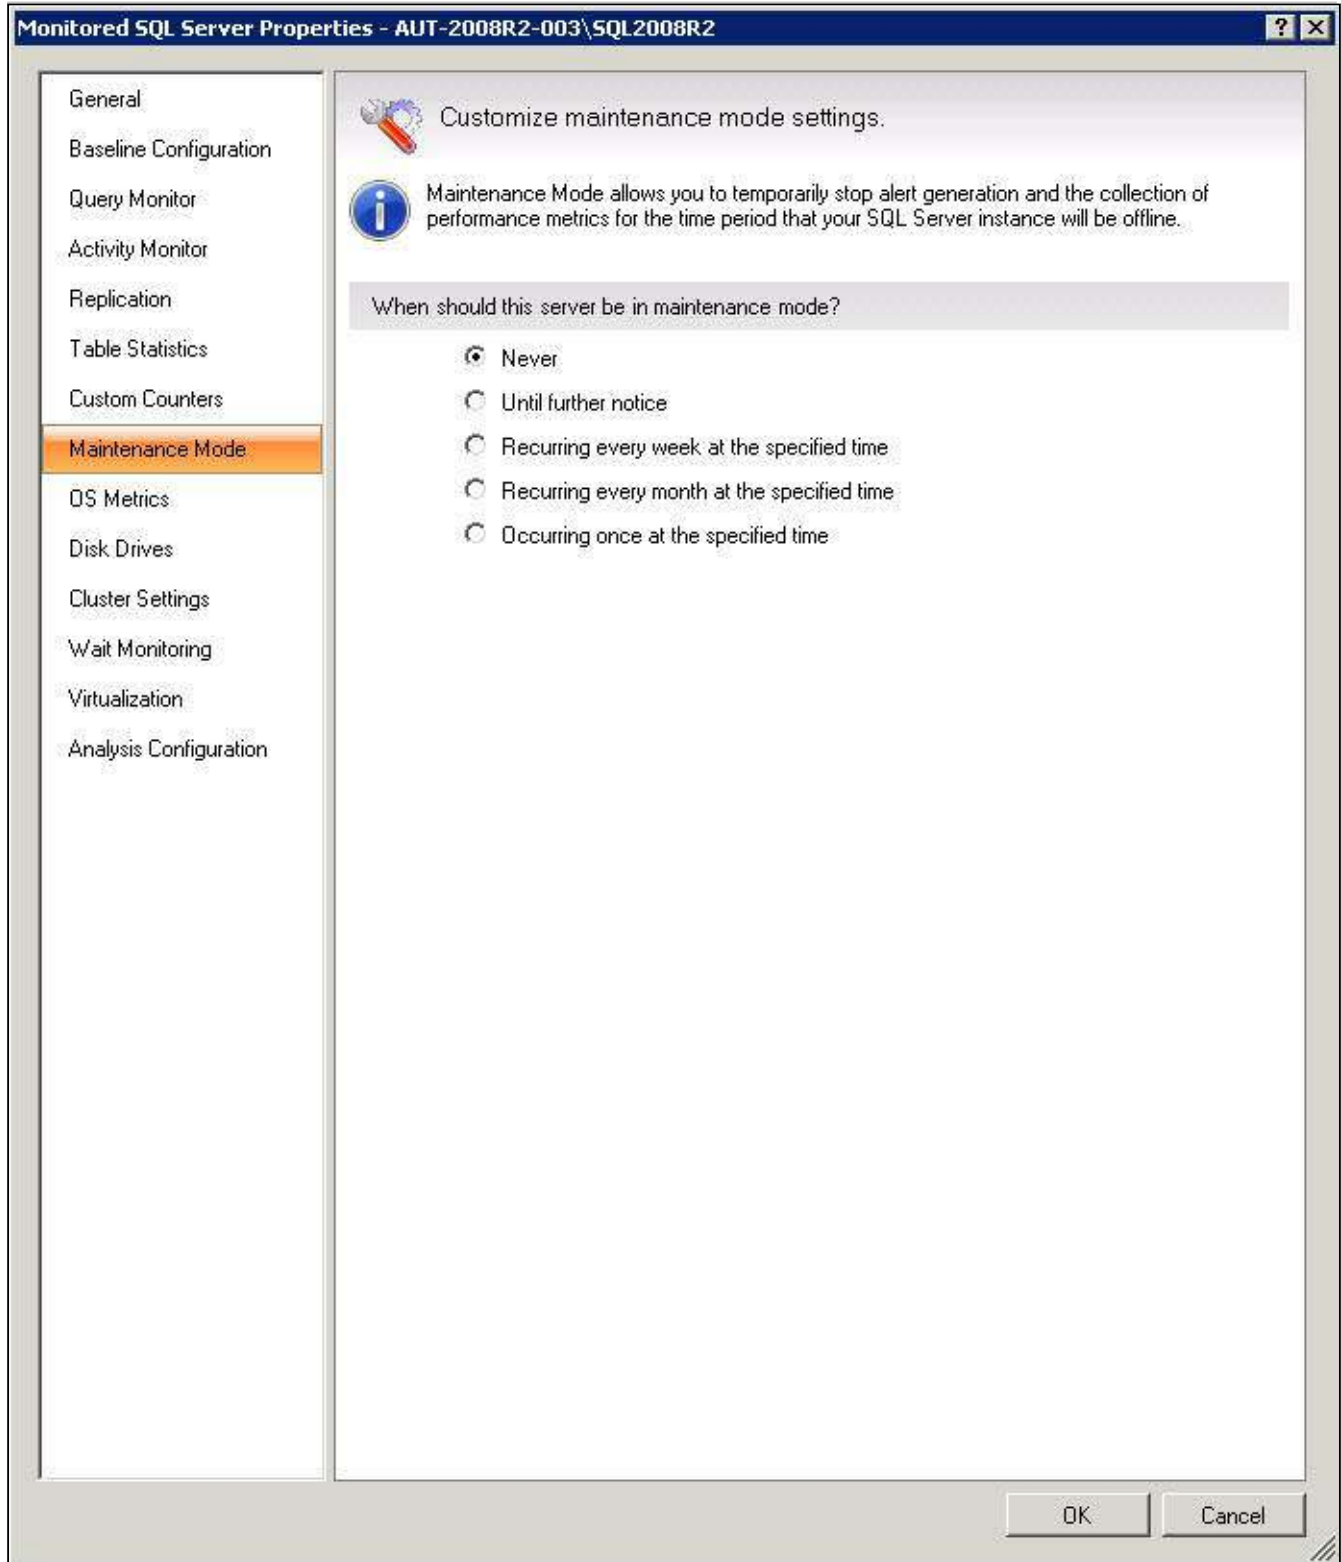 Monitored SQL Server Properties - AUT-2008R2-003\SQL2008R2
General
Baseline Configuration
Query Monitor
Activity Monitor
Replication
Table Statistics
Custom Counters
Maintenance Mode
OS Metrics
Disk Drives
Cluster Settings
Wait Monitoring
Virtualization
Analysis Configuration
Customize maintenance mode settings.
Maintenance Mode allows you to temporarily stop alert generation and the collection of
performance metrics for the time period that your SQL Server instance will be offline.
When should this server be in maintenance mode?
Never
Until further notice
Recurring every week at the specified time
Recurring every month at the specified time
Occurring once at the specified time
OK
Cancel